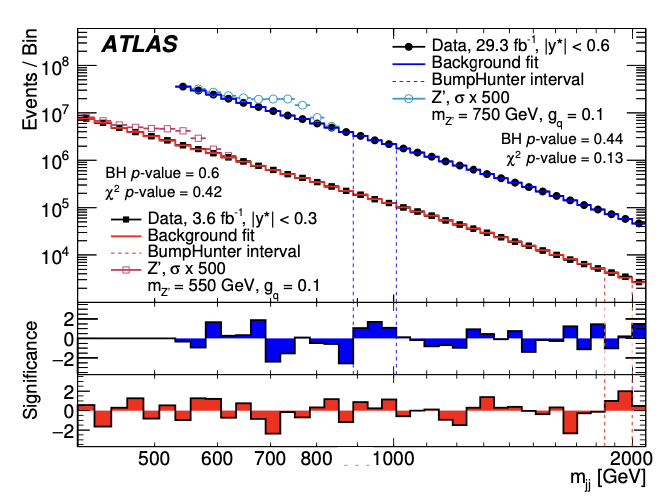 ATLAS
Events / Bin
10⁸
10⁷
10⁶
10⁵
10⁴
Data, 29.3 fb⁻¹, |y*| < 0.6
Background fit
BumpHunter interval
Z', σ x 500
m_Z' = 750 GeV, g_q = 0.1
BH p-value = 0.44
χ² p-value = 0.13
BH p-value = 0.6
χ² p-value = 0.42
Data, 3.6 fb⁻¹, |y*| < 0.3
Background fit
BumpHunter interval
Z', σ x 500
m_Z' = 550 GeV, g_q = 0.1
Significance
2
0
−2
2
0
−2
500 600 700 800 1000 2000
m_jj [GeV]